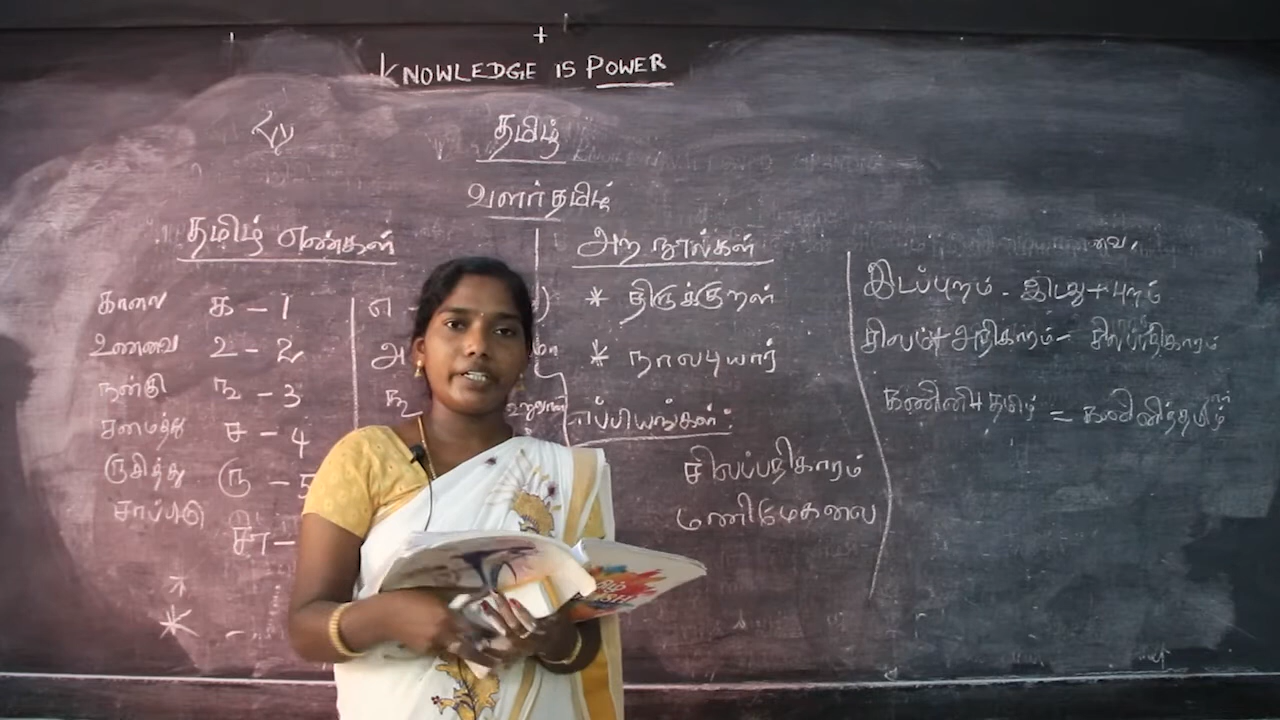 KNOWLEDGE IS POWER
தமிழ்
வளர்தமிழ்
தமிழ் எண்கள்
காலை க - 1
உணவை உ - 2
நன்கு ௩ - 3
சமைத்து ச - 4
ருசித்து ரு - 5
சாப்பிடு சா -
எ -
அ
அற நூல்கள்
* திருக்குறள்
* நாலடியார்
காப்பியங்கள் :
சிலப்பதிகாரம்
மணிமேகலை
இடப்புறம் - இடது + புறம்
சிலம்பு + அதிகாரம் - சிலப்பதிகாரம்
கணினி + தமிழ் = கணினித்தமிழ்